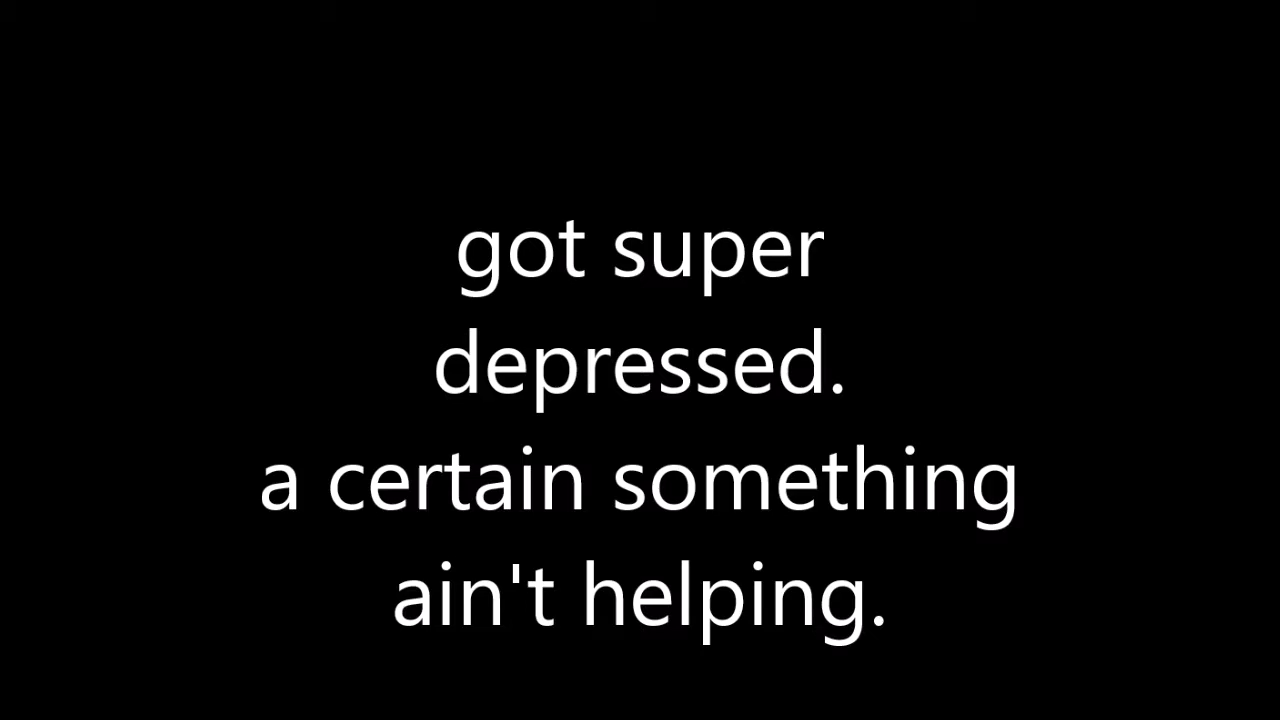 got super
depressed.
a certain something
ain't helping.